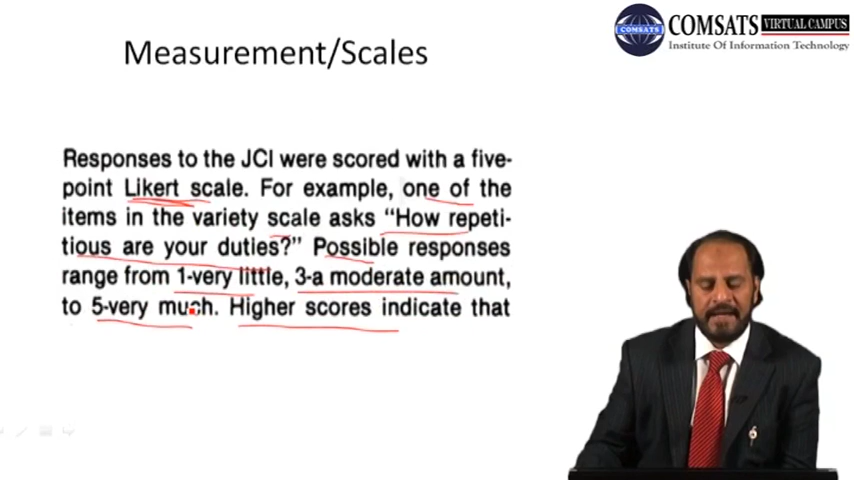 COMSATS
COMSATS VIRTUAL CAMPUS
Institute Of Information Technology
Measurement/Scales
Responses to the JCI were scored with a five-
point Likert scale. For example, one of the
items in the variety scale asks "How repeti-
tious are your duties?" Possible responses
range from 1-very little, 3-a moderate amount,
to 5-very much. Higher scores indicate that